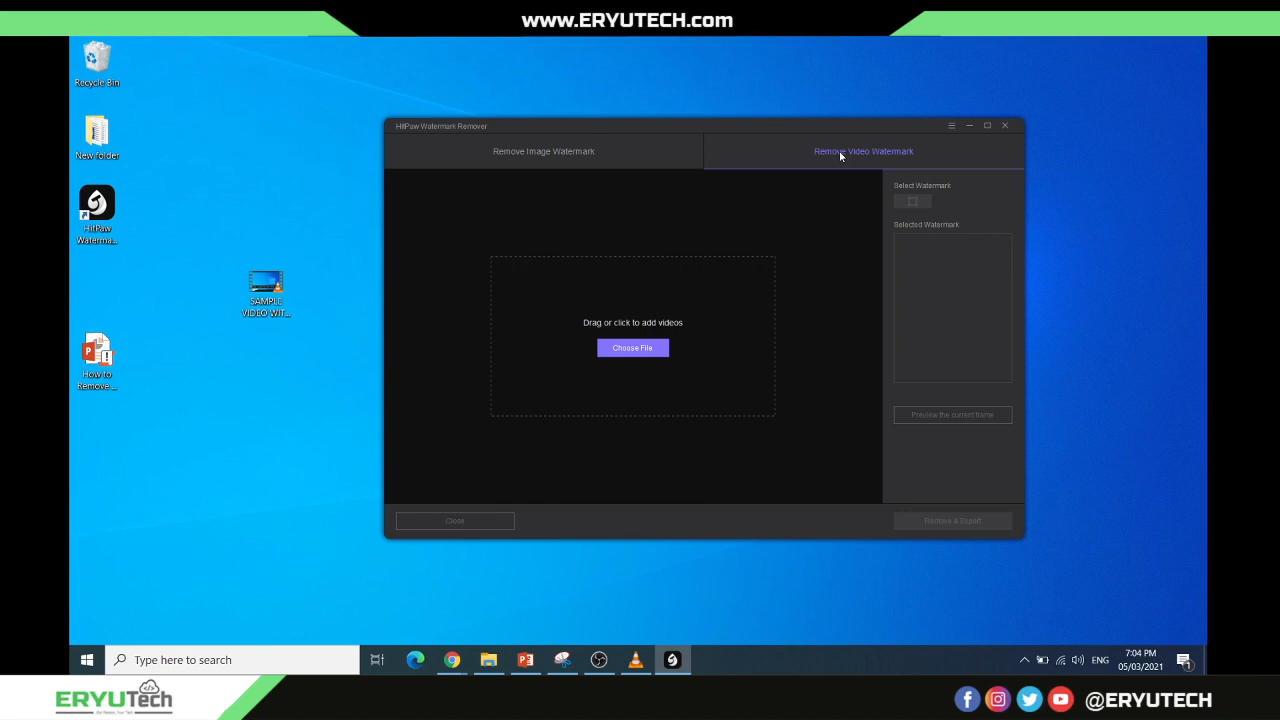 www.ERYUTECH.com
Recycle Bin
New folder
HitPaw
Waterma...
SAMPLE
VIDEO WIT...
How to
Remove ...
HitPaw Watermark Remover
Remove Image Watermark
Remove Video Watermark
Select Watermark
Selected Watermark
Drag or click to add videos
Choose File
Preview the current frame
Close
Remove & Export
Type here to search
ENG
7:04 PM
05/03/2021
1
ERYUTech
@ERYUTECH